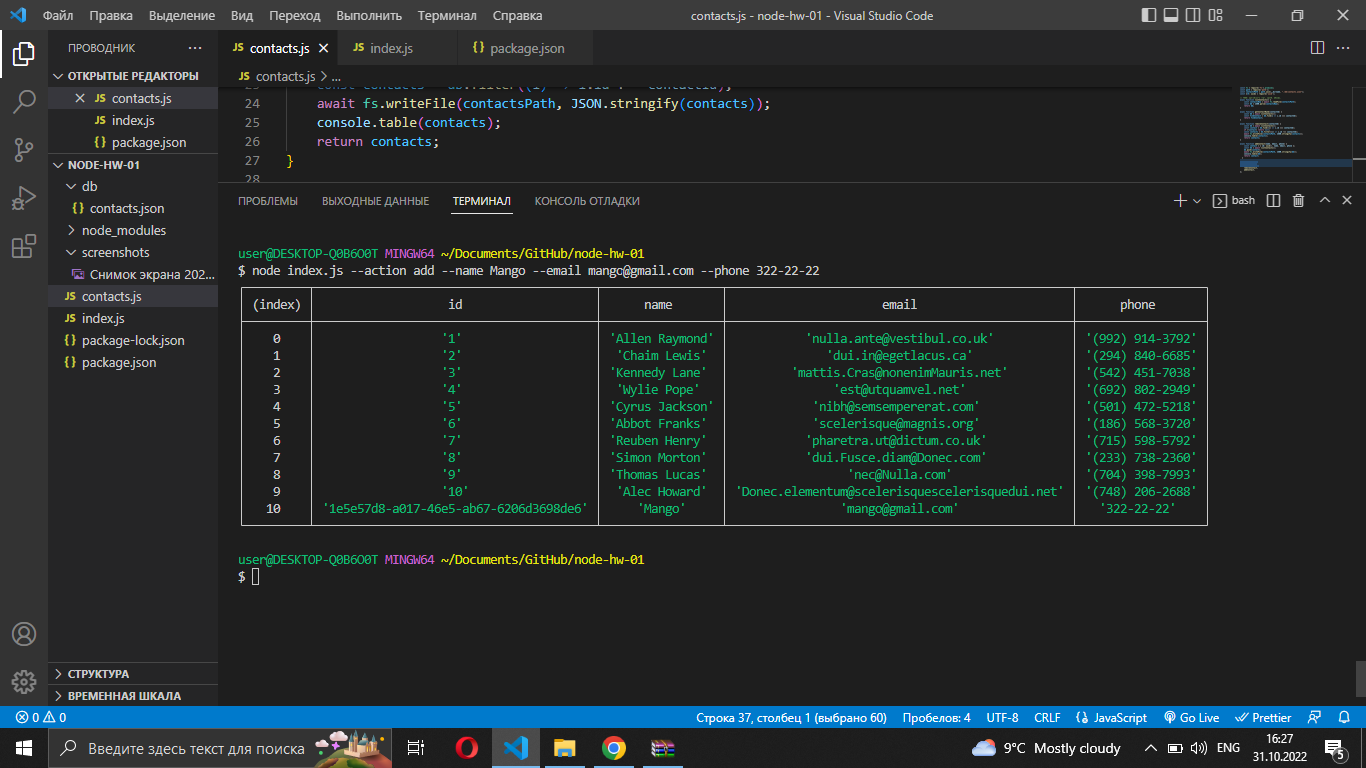 Файл Правка Выделение Вид Переход Выполнить Терминал Справка contacts.js - node-hw-01 - Visual Studio Code
ПРОВОДНИК
ОТКРЫТЫЕ РЕДАКТОРЫ
JS contacts.js
JS index.js
{} package.json
NODE-HW-01
db
{} contacts.json
node_modules
screenshots
Снимок экрана 202...
JS contacts.js
JS index.js
{} package-lock.json
{} package.json
СТРУКТУРА
ВРЕМЕННАЯ ШКАЛА
JS contacts.js JS index.js {} package.json
JS contacts.js > ...
24 await fs.writeFile(contactsPath, JSON.stringify(contacts));
25 console.table(contacts);
26 return contacts;
27 }
28
ПРОБЛЕМЫ ВЫХОДНЫЕ ДАННЫЕ ТЕРМИНАЛ КОНСОЛЬ ОТЛАДКИ bash
user@DESKTOP-Q0B6O0T MINGW64 ~/Documents/GitHub/node-hw-01
$ node index.js --action add --name Mango --email mango@gmail.com --phone 322-22-22
(index) id name email phone
0 '1' 'Allen Raymond' 'nulla.ante@vestibul.co.uk' '(992) 914-3792'
1 '2' 'Chaim Lewis' 'dui.in@egetlacus.ca' '(294) 840-6685'
2 '3' 'Kennedy Lane' 'mattis.Cras@nonenimMauris.net' '(542) 451-7038'
3 '4' 'Wylie Pope' 'est@utquamvel.net' '(692) 802-2949'
4 '5' 'Cyrus Jackson' 'nibh@semsempererat.com' '(501) 472-5218'
5 '6' 'Abbot Franks' 'scelerisque@magnis.org' '(186) 568-3720'
6 '7' 'Reuben Henry' 'pharetra.ut@dictum.co.uk' '(715) 598-5792'
7 '8' 'Simon Morton' 'dui.Fusce.diam@Donec.com' '(233) 738-2360'
8 '9' 'Thomas Lucas' 'nec@Nulla.com' '(704) 398-7993'
9 '10' 'Alec Howard' 'Donec.elementum@scelerisquescelerisquedui.net' '(748) 206-2688'
10 '1e5e57d8-a017-46e5-ab67-6206d3698de6' 'Mango' 'mango@gmail.com' '322-22-22'
user@DESKTOP-Q0B6O0T MINGW64 ~/Documents/GitHub/node-hw-01
$
0 0 Строка 37, столбец 1 (выбрано 60) Пробелов: 4 UTF-8 CRLF {} JavaScript Go Live Prettier
Введите здесь текст для поиска 9°C Mostly cloudy ENG 16:27
31.10.2022 5